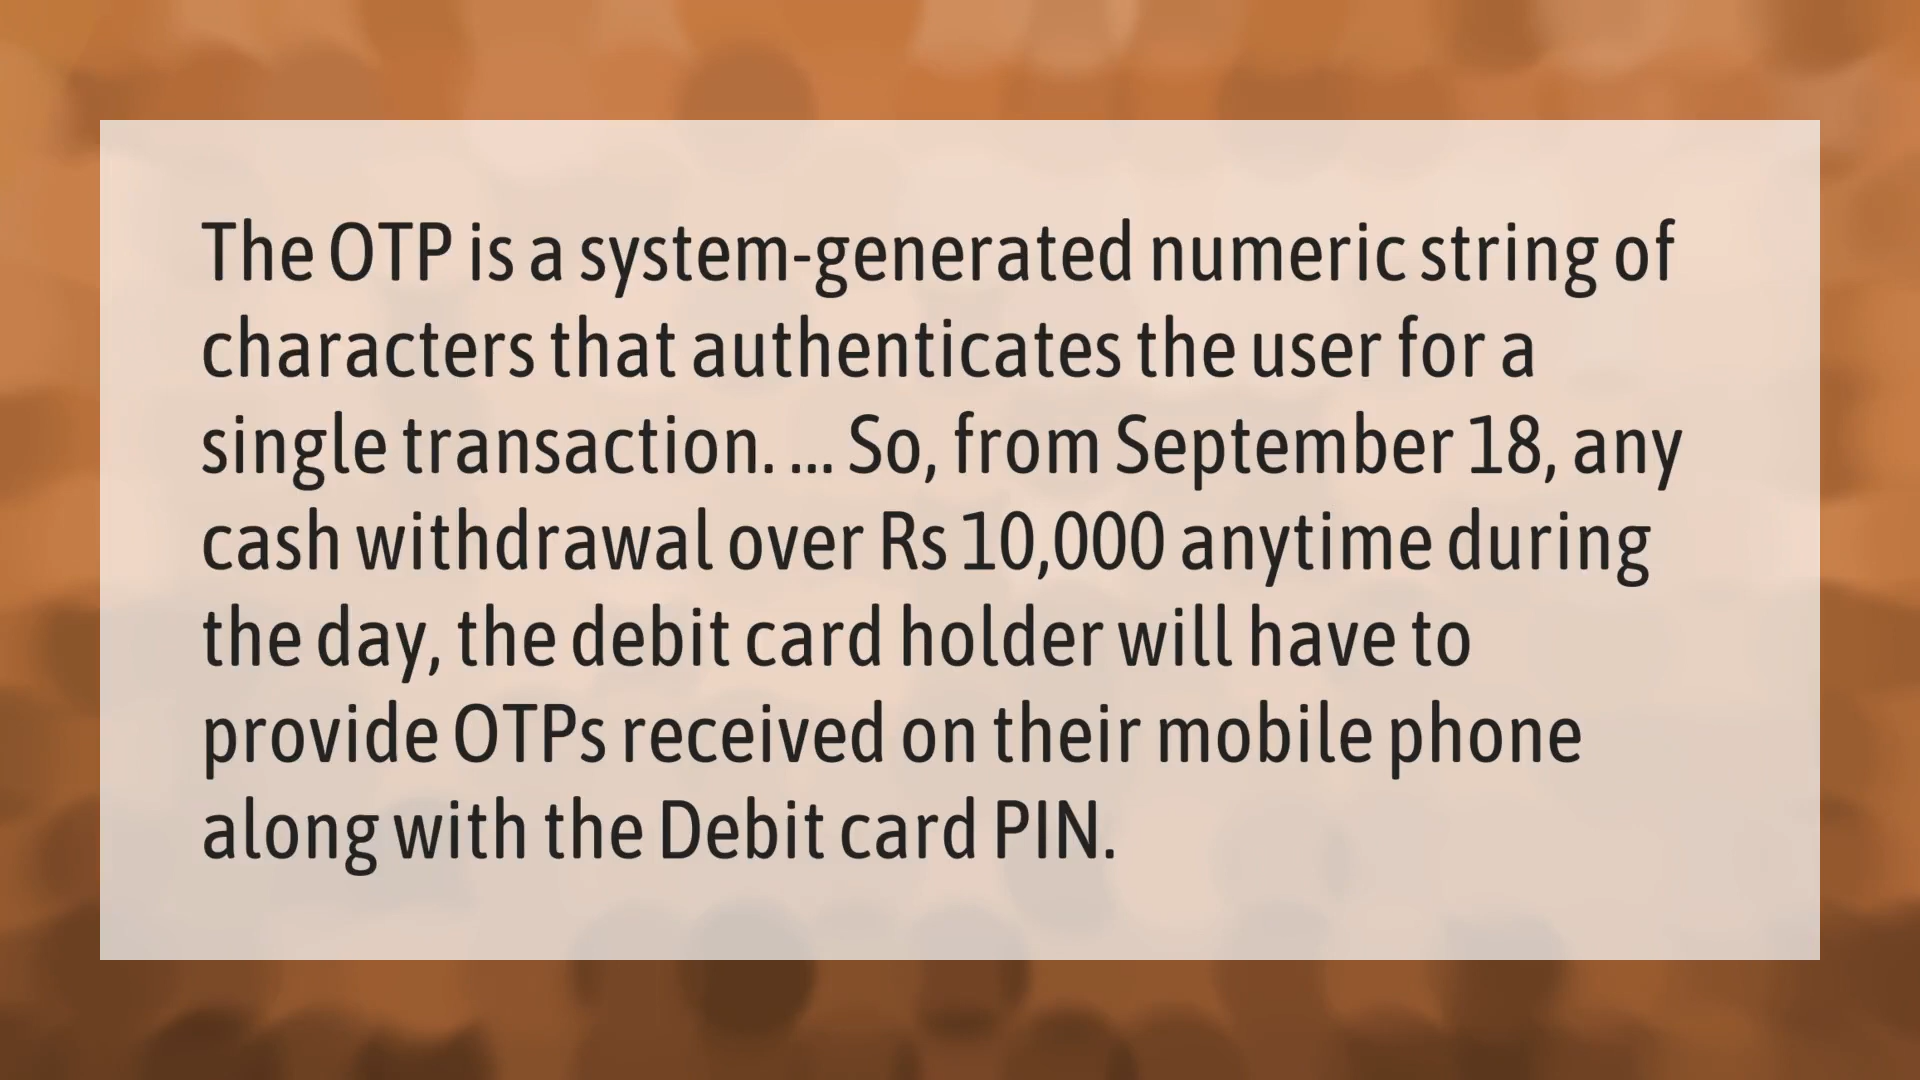 The OTP is a system-generated numeric string of
characters that authenticates the user for a
single transaction. ... So, from September 18, any
cash withdrawal over Rs 10,000 anytime during
the day, the debit card holder will have to
provide OTPs received on their mobile phone
along with the Debit card PIN.